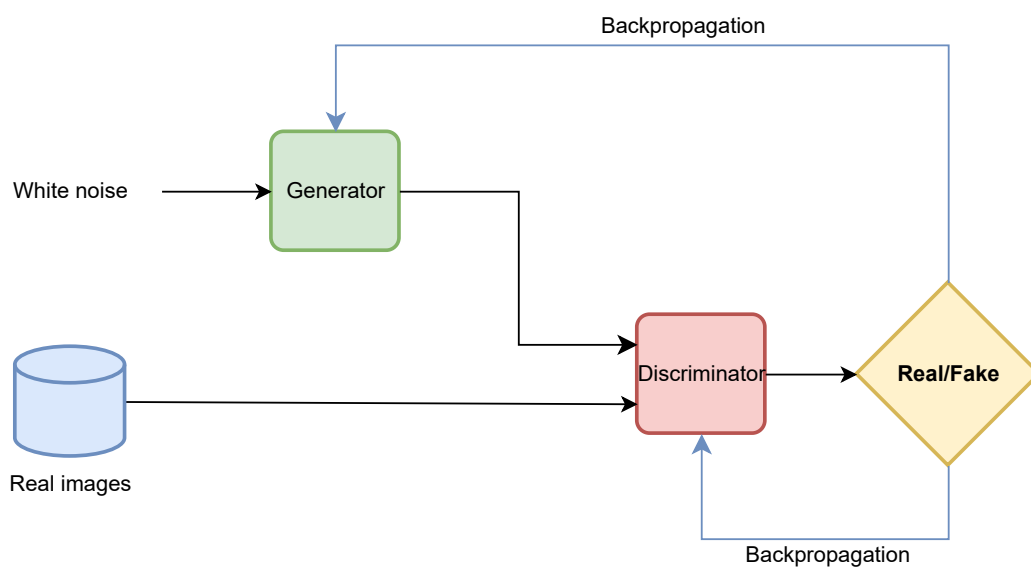 Backpropagation
White noise
Generator
Discriminator
Real/Fake
Real images
Backpropagation